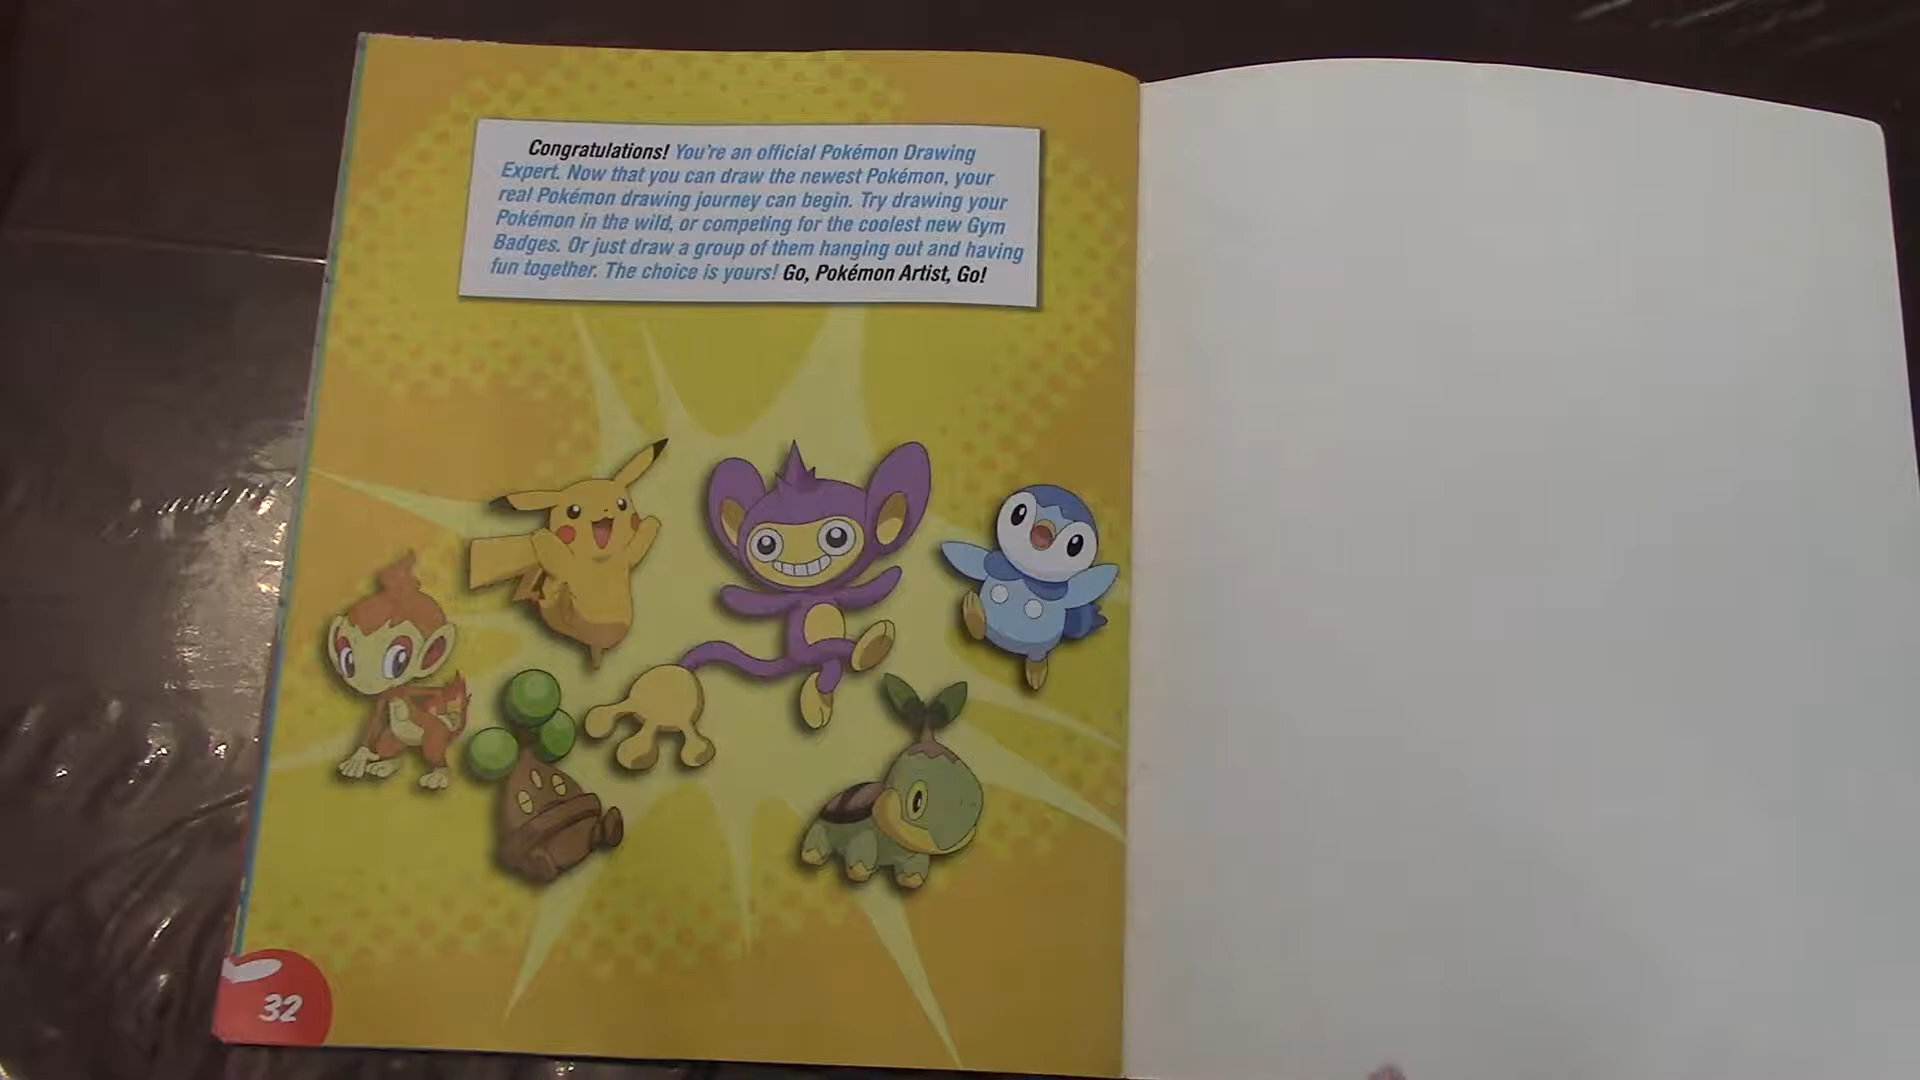 Congratulations! You're an official Pokémon Drawing
Expert. Now that you can draw the newest Pokémon, your
real Pokémon drawing journey can begin. Try drawing your
Pokémon in the wild, or competing for the coolest new Gym
Badges. Or just draw a group of them hanging out and having
fun together. The choice is yours! Go, Pokémon Artist, Go!
32